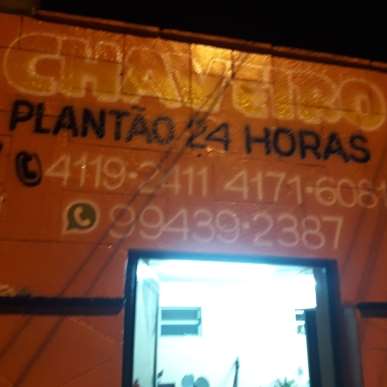 CHAVEIRO
PLANTÃO 24 HORAS
4119-2411 4171-6081
99439-2387